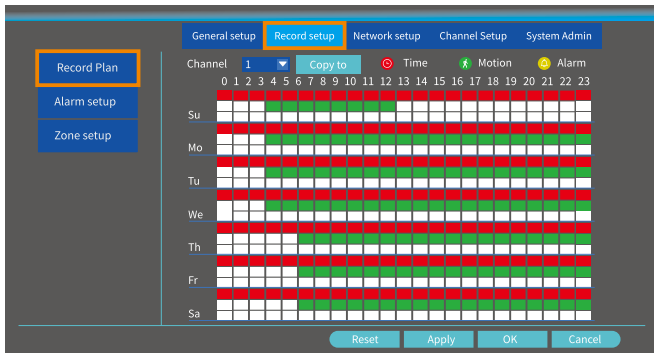 General setup Record setup Network setup Channel Setup System Admin
Record Plan
Alarm setup
Zone setup
Channel 1 Copy to Time Motion Alarm
0 1 2 3 4 5 6 7 8 9 10 11 12 13 14 15 16 17 18 19 20 21 22 23
Su
Mo
Tu
We
Th
Fr
Sa
Reset Apply OK Cancel